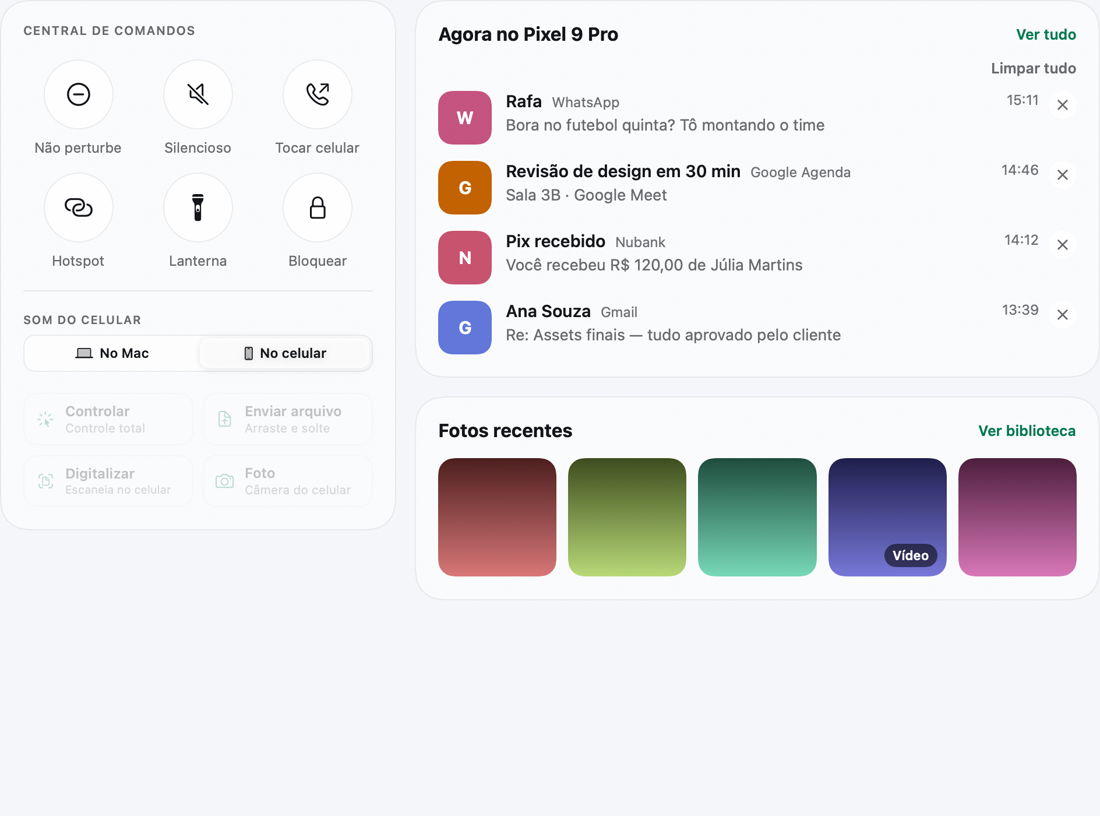 CENTRAL DE COMANDOS
Não perturbe
Silencioso
Tocar celular
Hotspot
Lanterna
Bloquear
SOM DO CELULAR
No Mac
No celular
Controlar
Controle total
Enviar arquivo
Arraste e solte
Digitalizar
Escaneia no celular
Foto
Câmera do celular
Agora no Pixel 9 Pro
Ver tudo
Limpar tudo
W
Rafa WhatsApp 15:11
Bora no futebol quinta? Tô montando o time
G
Revisão de design em 30 min Google Agenda 14:46
Sala 3B · Google Meet
N
Pix recebido Nubank 14:12
Você recebeu R$ 120,00 de Júlia Martins
G
Ana Souza Gmail 13:39
Re: Assets finais — tudo aprovado pelo cliente
Fotos recentes
Ver biblioteca
Vídeo